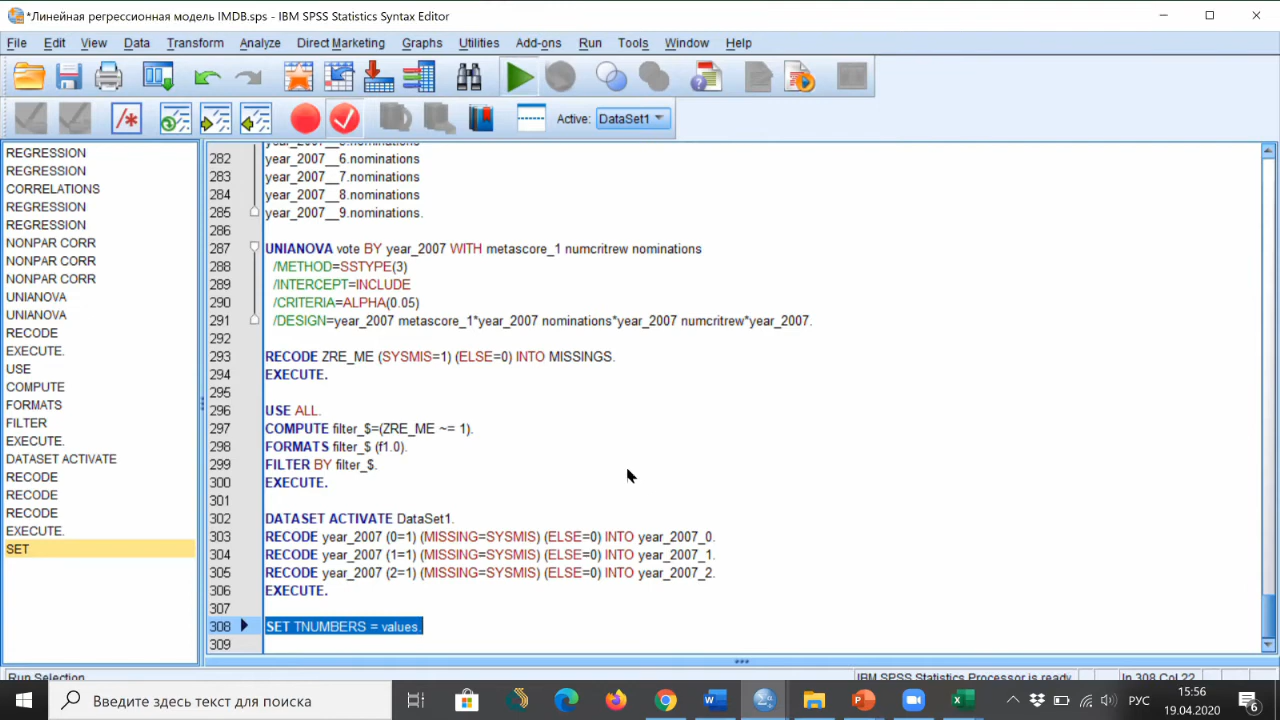 *Линейная регрессионная модель IMDB.sps - IBM SPSS Statistics Syntax Editor
File Edit View Data Transform Analyze Direct Marketing Graphs Utilities Add-ons Run Tools Window Help
Active: DataSet1
REGRESSION
REGRESSION
CORRELATIONS
REGRESSION
REGRESSION
NONPAR CORR
NONPAR CORR
NONPAR CORR
UNIANOVA
UNIANOVA
RECODE
EXECUTE.
USE
COMPUTE
FORMATS
FILTER
EXECUTE.
DATASET ACTIVATE
RECODE
RECODE
RECODE
EXECUTE.
SET
282 year_2007__6.nominations
283 year_2007__7.nominations
284 year_2007__8.nominations
285 year_2007__9.nominations.
286
287 UNIANOVA vote BY year_2007 WITH metascore_1 numcritrew nominations
288 /METHOD=SSTYPE(3)
289 /INTERCEPT=INCLUDE
290 /CRITERIA=ALPHA(0.05)
291 /DESIGN=year_2007 metascore_1*year_2007 nominations*year_2007 numcritrew*year_2007.
292
293 RECODE ZRE_ME (SYSMIS=1) (ELSE=0) INTO MISSINGS.
294 EXECUTE.
295
296 USE ALL.
297 COMPUTE filter_$=(ZRE_ME ~= 1).
298 FORMATS filter_$ (f1.0).
299 FILTER BY filter_$.
300 EXECUTE.
301
302 DATASET ACTIVATE DataSet1.
303 RECODE year_2007 (0=1) (MISSING=SYSMIS) (ELSE=0) INTO year_2007_0.
304 RECODE year_2007 (1=1) (MISSING=SYSMIS) (ELSE=0) INTO year_2007_1.
305 RECODE year_2007 (2=1) (MISSING=SYSMIS) (ELSE=0) INTO year_2007_2.
306 EXECUTE.
307
308 SET TNUMBERS = values.
309
Run Selection
IBM SPSS Statistics Processor is ready
In 308 Col 22
Введите здесь текст для поиска
РУС
15:56
19.04.2020
6